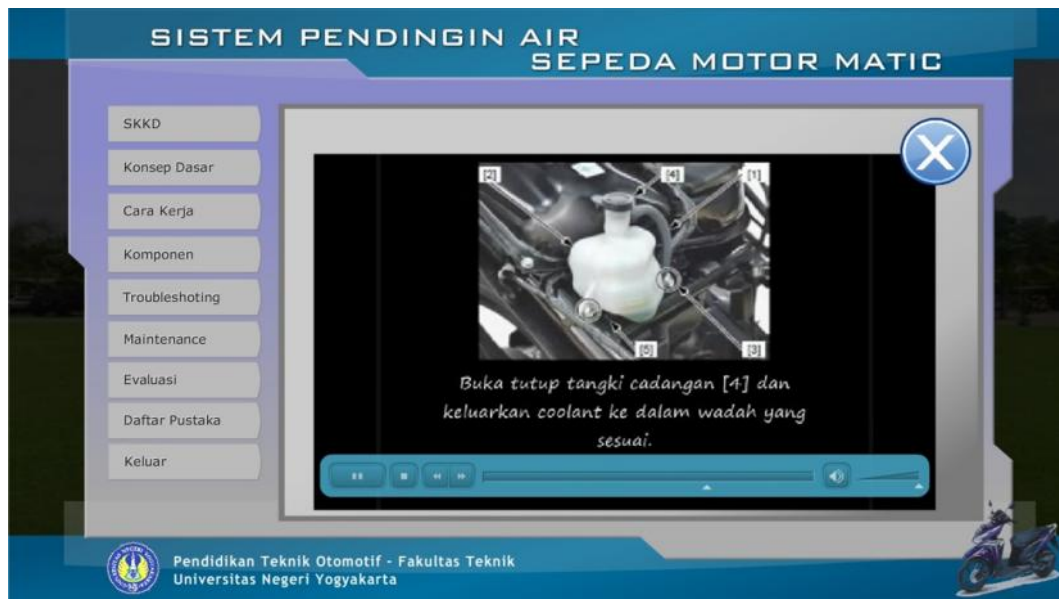 SISTEM PENDINGIN AIR
SEPEDA MOTOR MATIC
SKKD
Konsep Dasar
Cara Kerja
Komponen
Troubleshoting
Maintenance
Evaluasi
Daftar Pustaka
Keluar
[2]
[4]
[1]
[5]
[3]
Buka tutup tangki cadangan [4] dan
keluarkan coolant ke dalam wadah yang
sesuai.
Pendidikan Teknik Otomotif - Fakultas Teknik
Universitas Negeri Yogyakarta